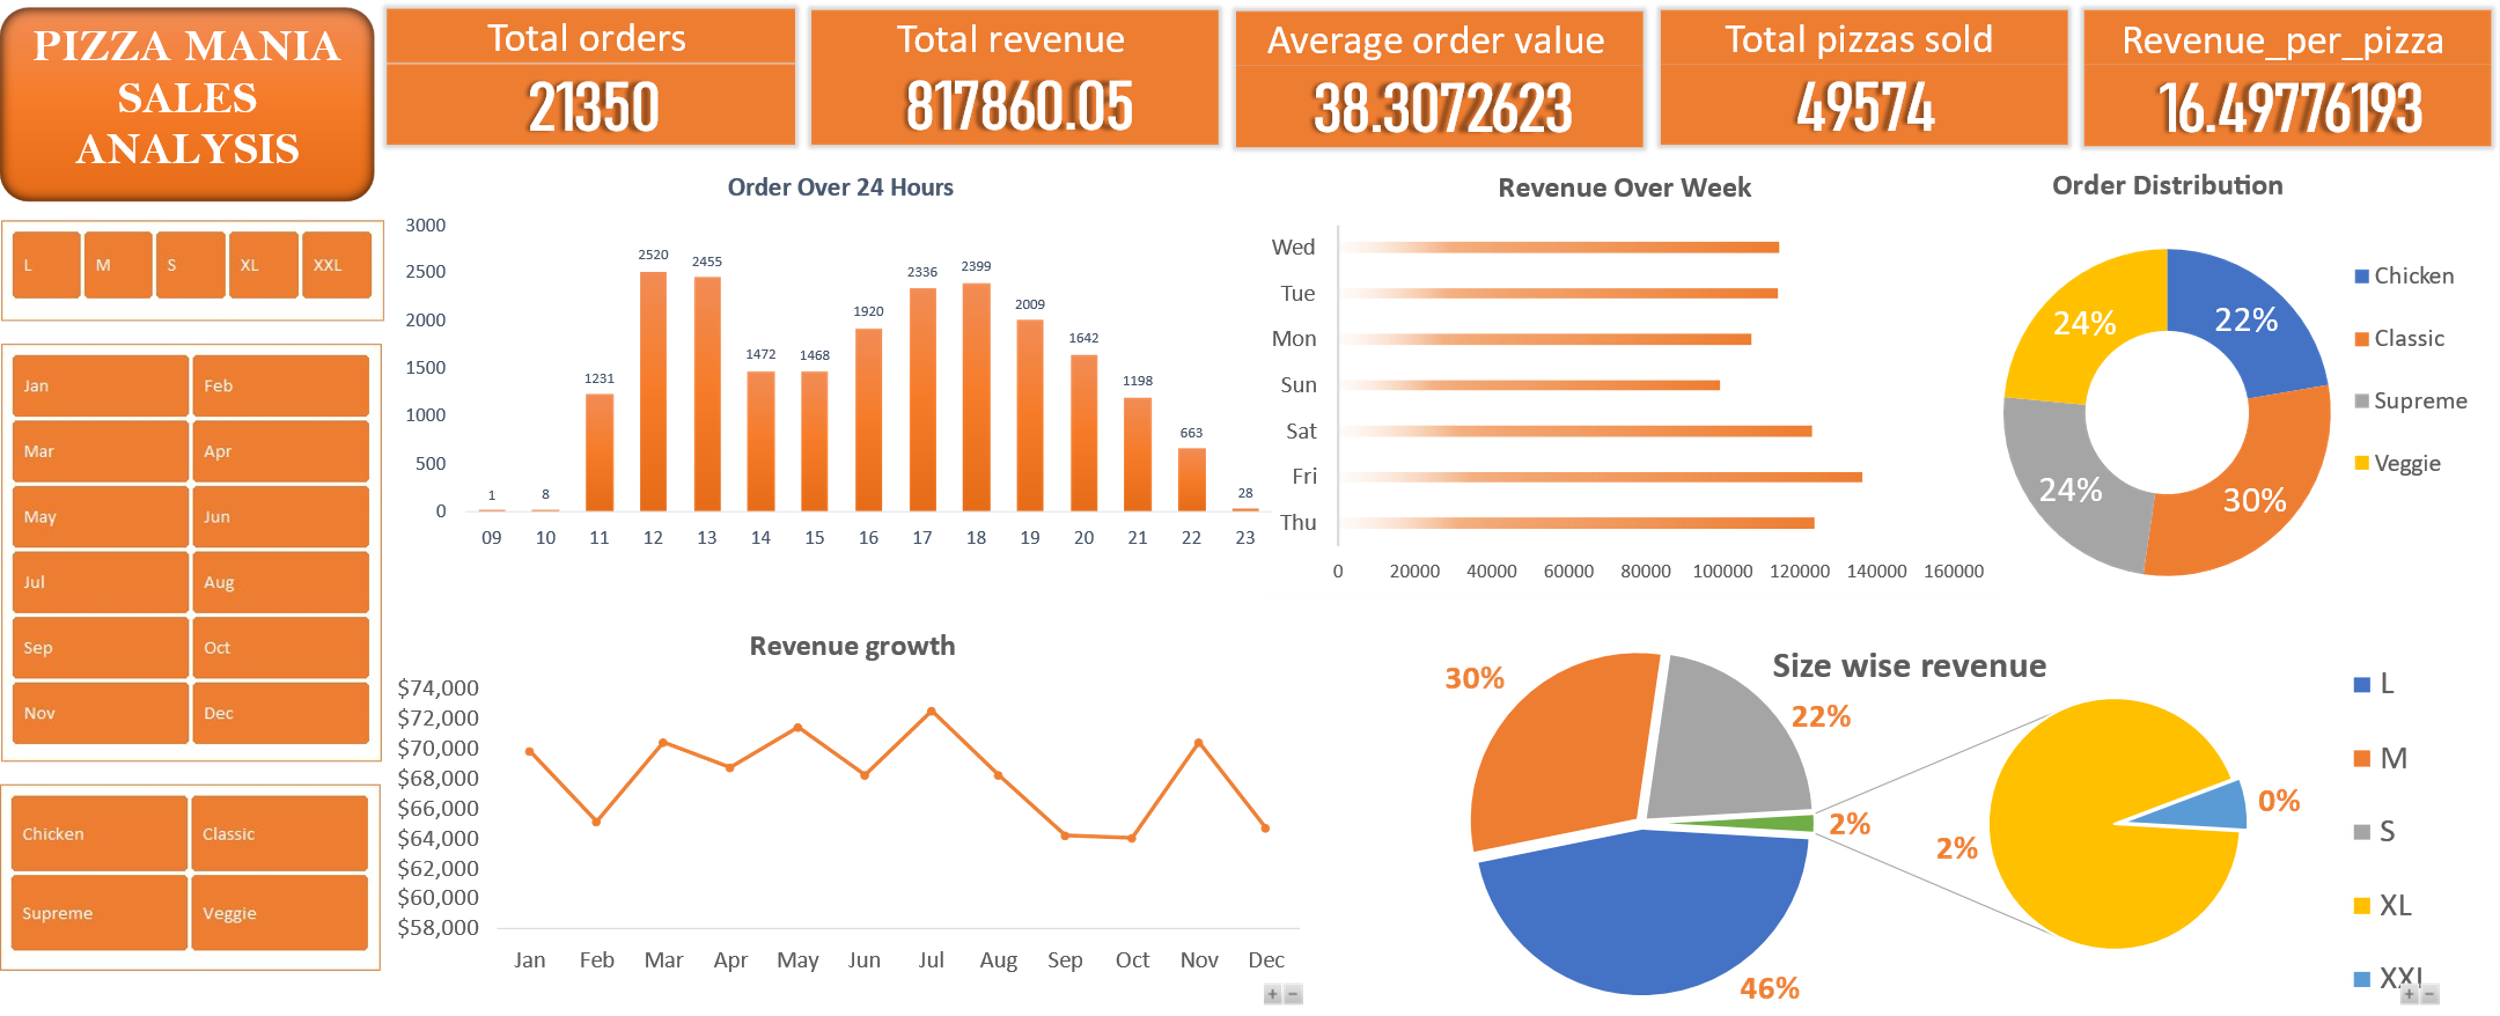 PIZZA MANIA
SALES
ANALYSIS
Total orders
21350
Total revenue
817860.05
Average order value
38.3072623
Total pizzas sold
49574
Revenue_per_pizza
16.49776193
L
M
S
XL
XXL
Jan
Feb
Mar
Apr
May
Jun
Jul
Aug
Sep
Oct
Nov
Dec
Chicken
Classic
Supreme
Veggie
Order Over 24 Hours
3000
2500
2000
1500
1000
500
0
1
8
1231
2520
2455
1472
1468
1920
2336
2399
2009
1642
1198
663
28
09
10
11
12
13
14
15
16
17
18
19
20
21
22
23
Revenue Over Week
Wed
Tue
Mon
Sun
Sat
Fri
Thu
0
20000
40000
60000
80000
100000
120000
140000
160000
Order Distribution
24%
22%
24%
30%
Chicken
Classic
Supreme
Veggie
Revenue growth
$74,000
$72,000
$70,000
$68,000
$66,000
$64,000
$62,000
$60,000
$58,000
Jan
Feb
Mar
Apr
May
Jun
Jul
Aug
Sep
Oct
Nov
Dec
Size wise revenue
30%
22%
2%
46%
2%
0%
L
M
S
XL
XXL